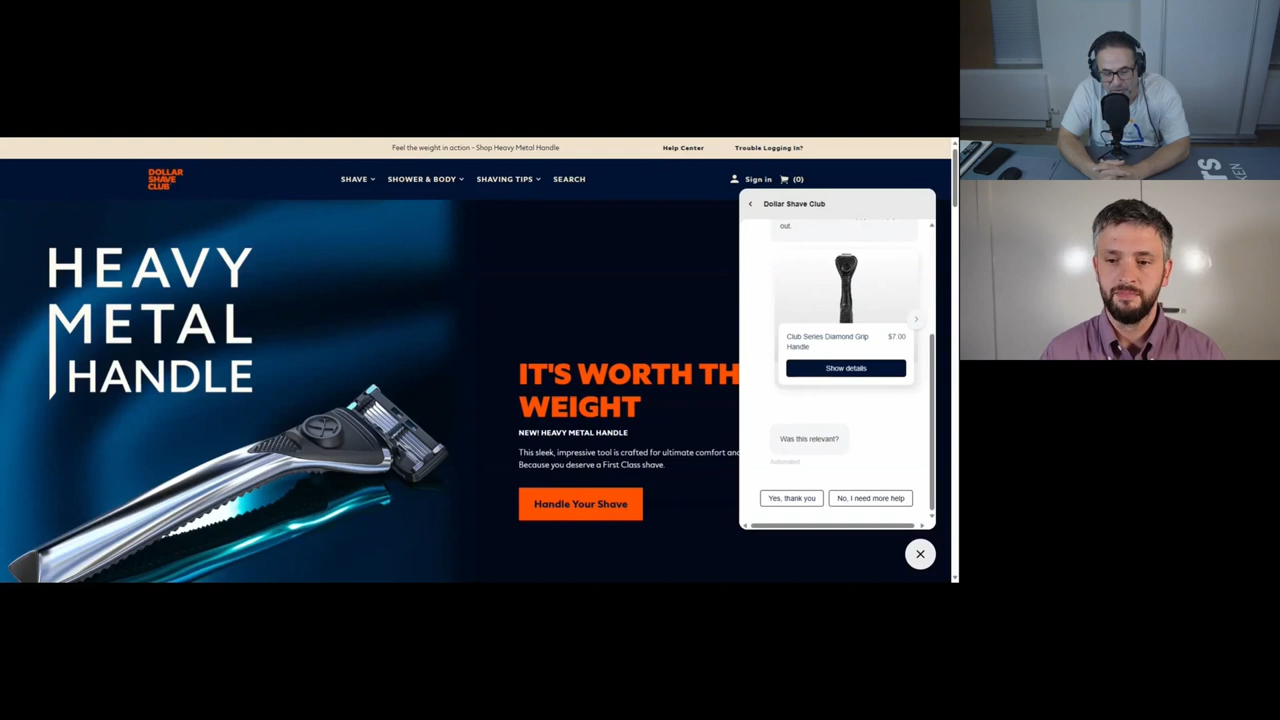 Feel the weight in action - Shop Heavy Metal Handle
Help Center
Trouble Logging In?
DOLLAR
SHAVE
CLUB
SHAVE
SHOWER & BODY
SHAVING TIPS
SEARCH
Sign in
(0)
HEAVY
METAL
HANDLE
IT'S WORTH TH
WEIGHT
NEW! HEAVY METAL HANDLE
This sleek, impressive tool is crafted for ultimate comfort and
Because you deserve a First Class shave.
Handle Your Shave
Dollar Shave Club
out.
Club Series Diamond Grip
Handle
$7.00
Show details
Was this relevant?
Automated
Yes, thank you
No, I need more help